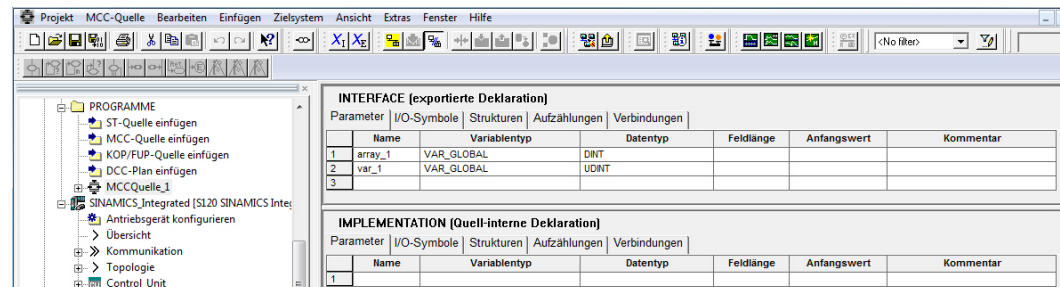 Projekt MCC-Quelle Bearbeiten Einfügen Zielsystem Ansicht Extras Fenster Hilfe
<No filter>
PROGRAMME
ST-Quelle einfügen
MCC-Quelle einfügen
KOP/FUP-Quelle einfügen
DCC-Plan einfügen
MCCQuelle_1
SINAMICS_Integrated [S120 SINAMICS Integ
Antriebsgerät konfigurieren
Übersicht
Kommunikation
Topologie
Control_Unit
INTERFACE (exportierte Deklaration)
Parameter I/O-Symbole Strukturen Aufzählungen Verbindungen
Name Variablentyp Datentyp Feldlänge Anfangswert Kommentar
1 array_1 VAR_GLOBAL DINT
2 var_1 VAR_GLOBAL UDINT
3
IMPLEMENTATION (Quell-interne Deklaration)
Parameter I/O-Symbole Strukturen Aufzählungen Verbindungen
Name Variablentyp Datentyp Feldlänge Anfangswert Kommentar
1